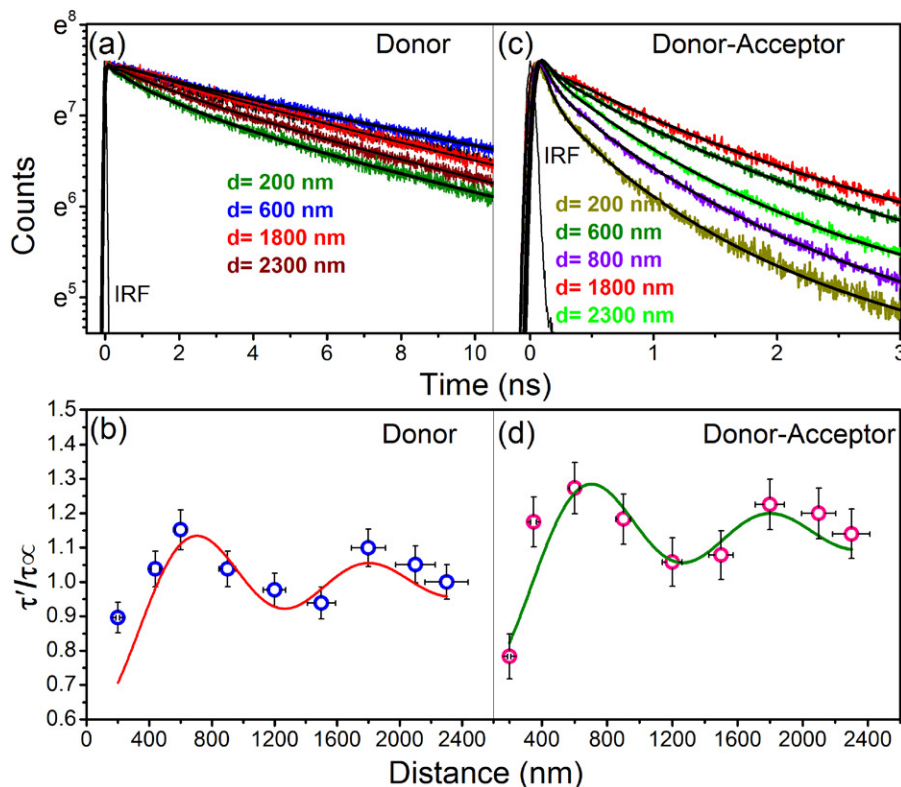 (a) Donor
(c) Donor-Acceptor
e⁸
e⁷
e⁶
e⁵
Counts
d= 200 nm
d= 600 nm
d= 1800 nm
d= 2300 nm
IRF
IRF
d= 200 nm
d= 600 nm
d= 800 nm
d= 1800 nm
d= 2300 nm
0 2 4 6 8 10
0 1 2 3
Time (ns)
(b) Donor
(d) Donor-Acceptor
1.5
1.4
1.3
1.2
1.1
1.0
0.9
0.8
0.7
0.6
τ'/τ∝
0 400 800 1200 1600 2000 2400
400 800 1200 1600 2000 2400
Distance (nm)